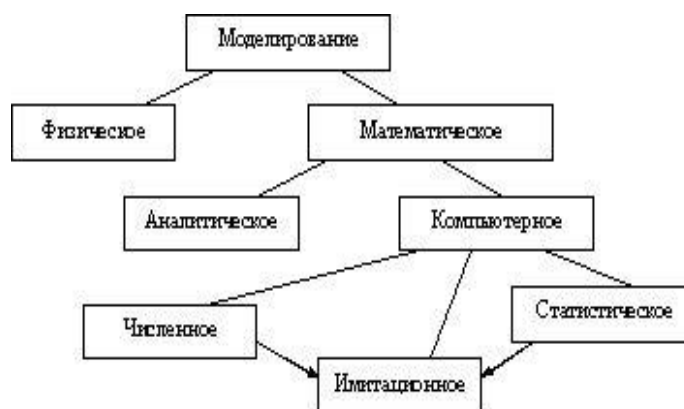 Моделирование
Физическое
Математическое
Аналитическое
Компьютерное
Численное
Статистическое
Имитационное